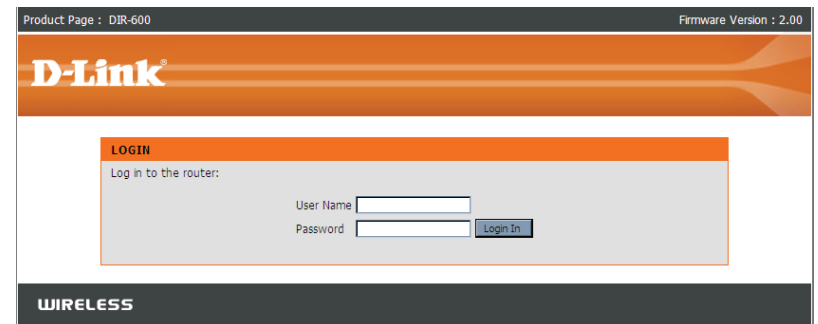 Product Page : DIR-600 Firmware Version : 2.00
D-Link®
LOGIN
Log in to the router:
User Name
Password Login In
WIRELESS